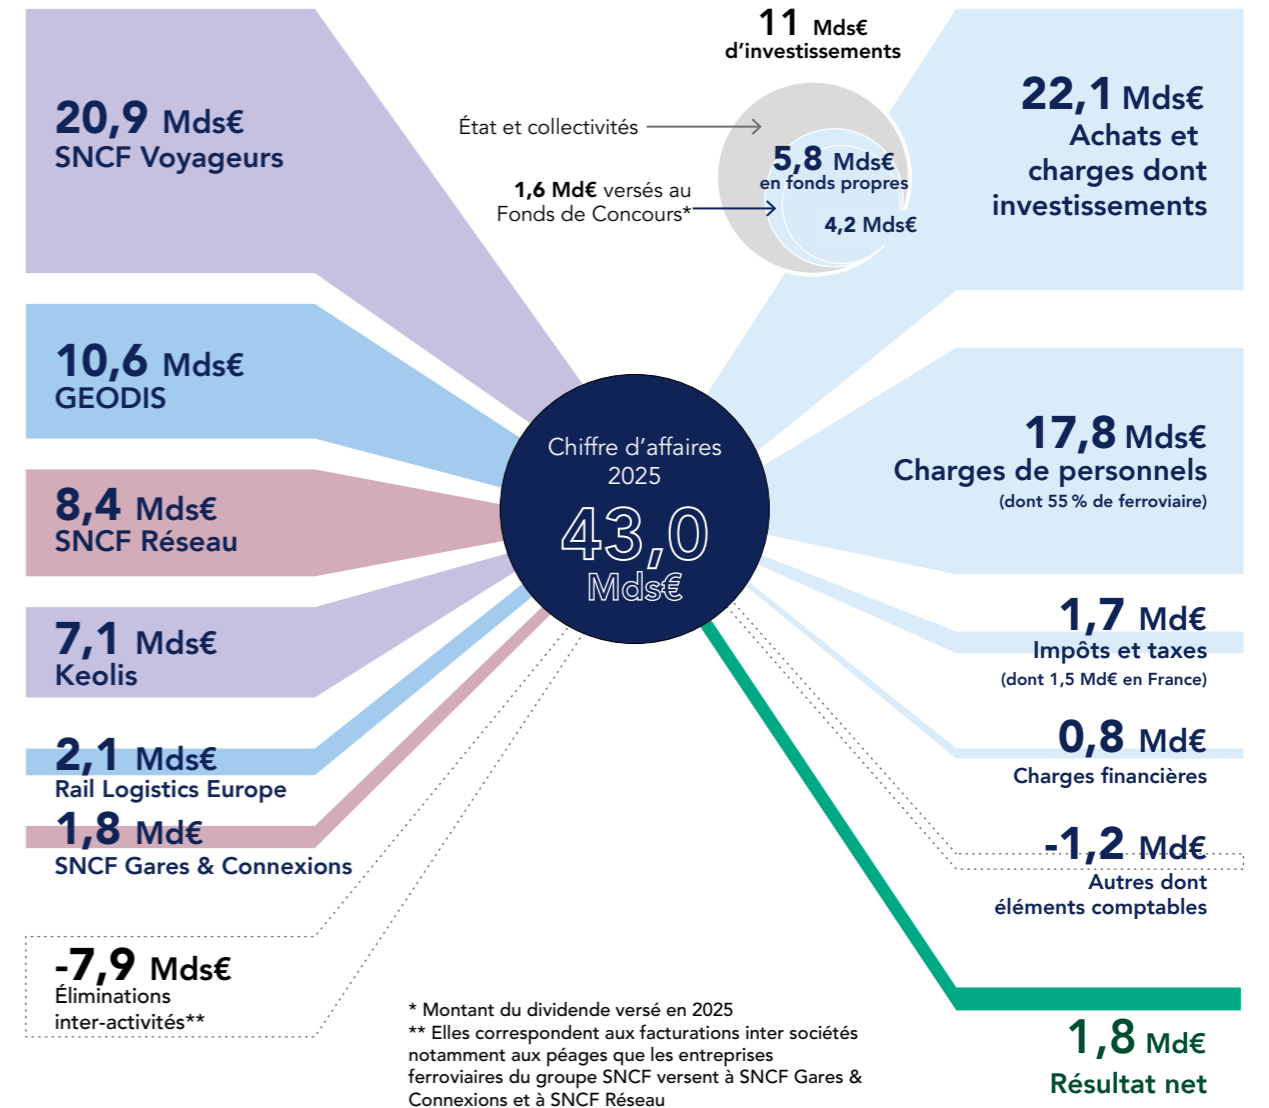 20,9 Mds€
SNCF Voyageurs
10,6 Mds€
GEODIS
8,4 Mds€
SNCF Réseau
7,1 Mds€
Keolis
2,1 Mds€
Rail Logistics Europe
1,8 Md€
SNCF Gares & Connexions
-7,9 Mds€
Éliminations
inter-activités**
Chiffre d’affaires
2025
43,0
Mds€
11 Mds€
d’investissements
État et collectivités
5,8 Mds€
en fonds propres
1,6 Md€ versés au
Fonds de Concours*
4,2 Mds€
22,1 Mds€
Achats et
charges dont
investissements
17,8 Mds€
Charges de personnels
(dont 55 % de ferroviaire)
1,7 Md€
Impôts et taxes
(dont 1,5 Md€ en France)
0,8 Md€
Charges financières
-1,2 Md€
Autres dont
éléments comptables
1,8 Md€
Résultat net
* Montant du dividende versé en 2025
** Elles correspondent aux facturations inter sociétés
notamment aux péages que les entreprises
ferroviaires du groupe SNCF versent à SNCF Gares &
Connexions et à SNCF Réseau